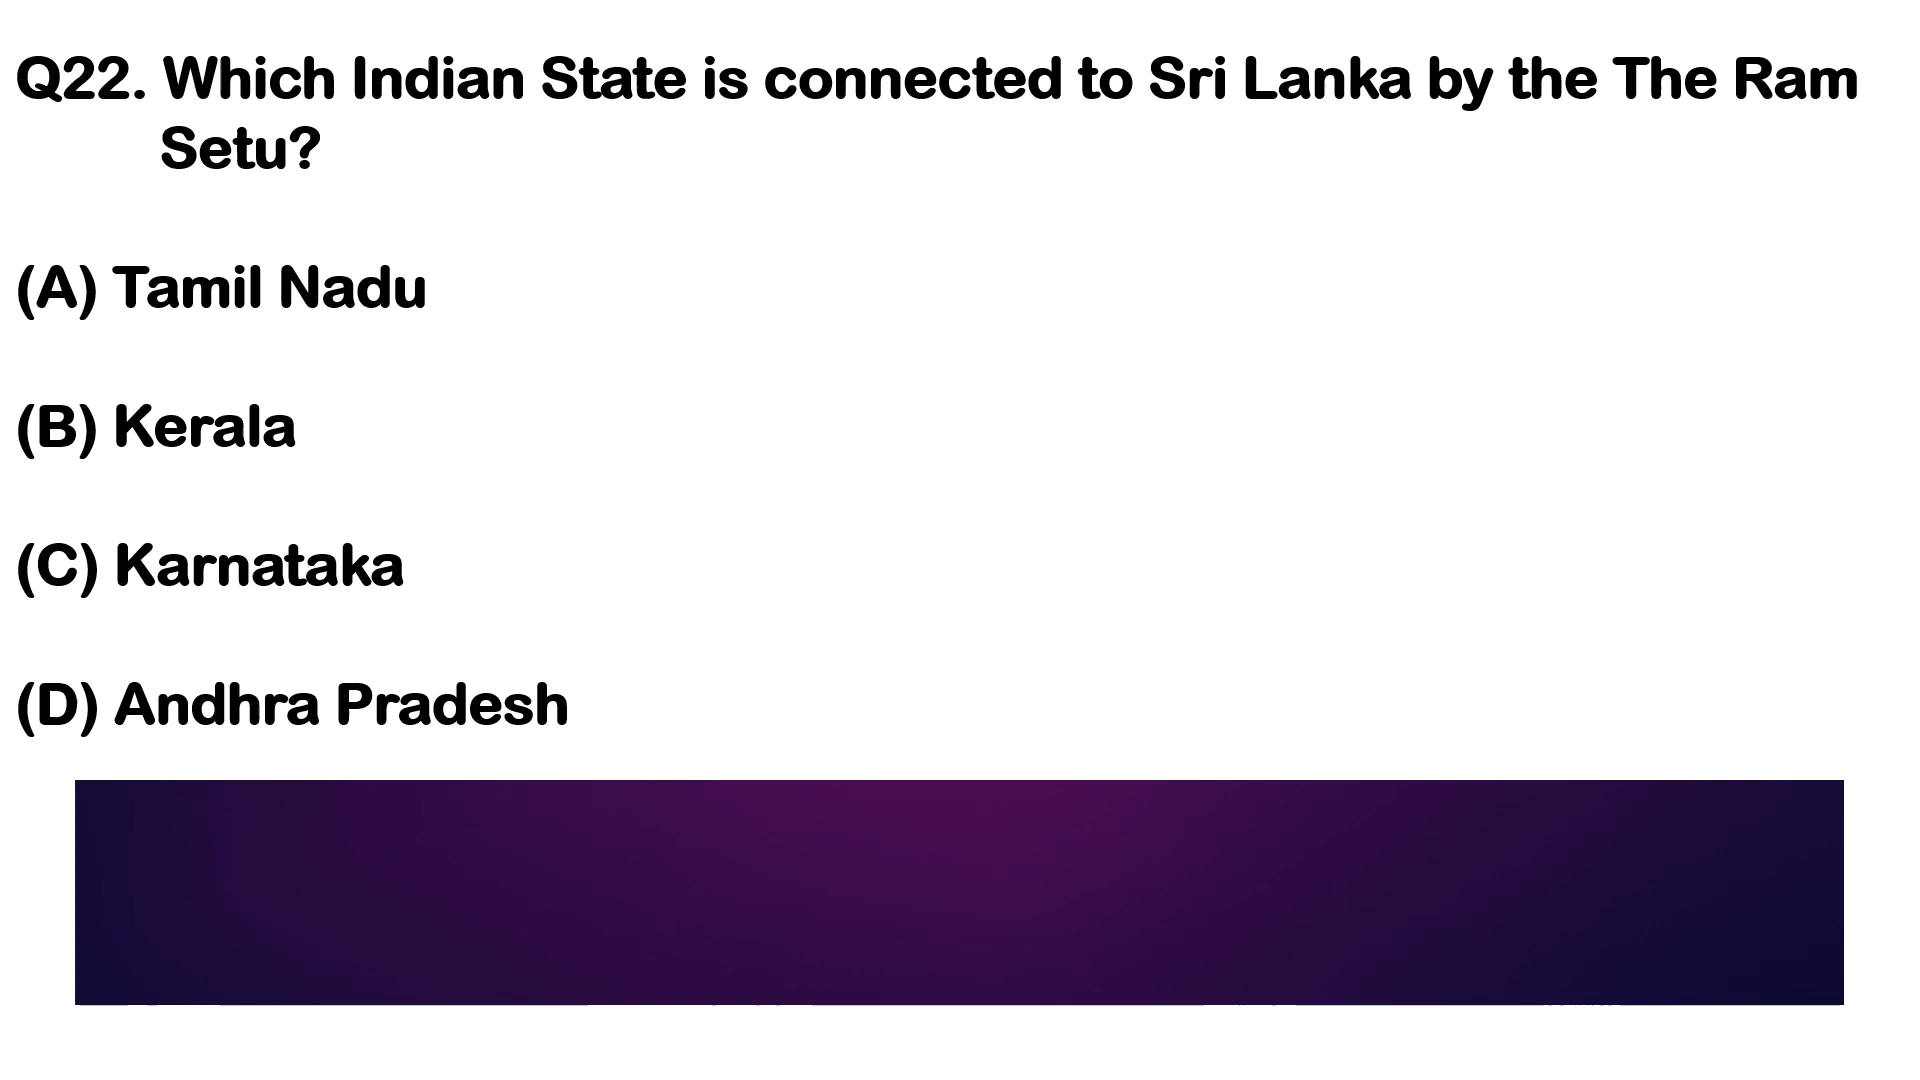 Q22. Which Indian State is connected to Sri Lanka by the The Ram
Setu?
(A) Tamil Nadu
(B) Kerala
(C) Karnataka
(D) Andhra Pradesh